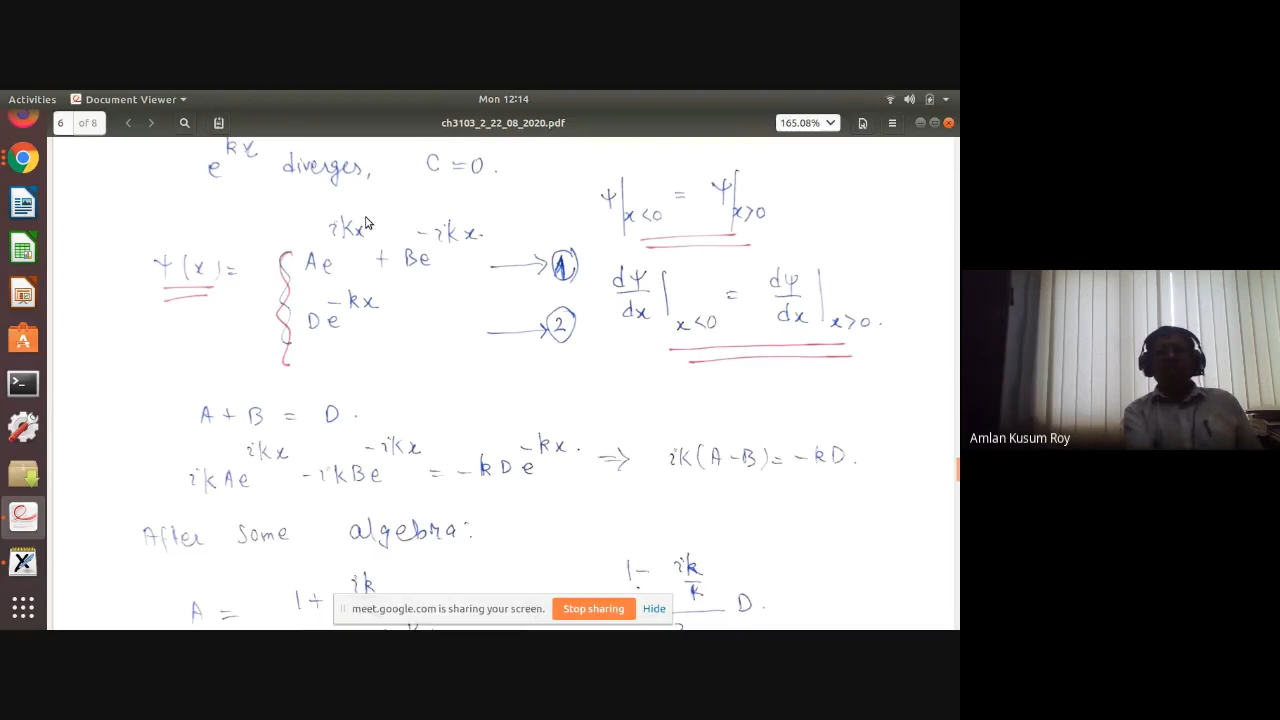 Activities Document Viewer Mon 12:14
6 of 8 ch3103_2_22_08_2020.pdf 165.08%
e^{kx} diverges, C = 0.
Ψ|_{x<0} = Ψ|_{x>0}
Ψ(x) = { Ae^{iKx} + Be^{-iKx}. → ①
De^{-kx} → ②
dΨ/dx|_{x<0} = dΨ/dx|_{x>0}.
A + B = D.
ikAe^{iKx} - ikBe^{-iKx} = -kDe^{-kx}. ⇒ iK(A-B) = -kD.
After some algebra:
A = 1 + ik
1 - ik/K D.
meet.google.com is sharing your screen. Stop sharing Hide
Amlan Kusum Roy